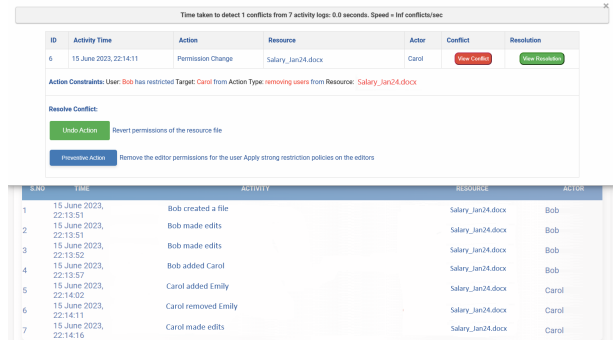 ×
Time taken to detect 1 conflicts from 7 activity logs: 0.0 seconds. Speed = Inf conflicts/sec
ID Activity Time Action Resource Actor Conflict Resolution
6 15 June 2023, 22:14:11 Permission Change Salary_Jan24.docx Carol View Conflict View Resolution
Action Constraints: User: Bob has restricted Target: Carol from Action Type: removing users from Resource: Salary_Jan24.docx
Resolve Conflict:
Undo Action Revert permissions of the resource file
Preventive Action Remove the editor permissions for the user Apply strong restriction policies on the editors
S.NO TIME ACTIVITY RESOURCE ACTOR
1 15 June 2023, 22:13:51 Bob created a file Salary_Jan24.docx Bob
2 15 June 2023, 22:13:51 Bob made edits Salary_Jan24.docx Bob
3 15 June 2023, 22:13:52 Bob made edits Salary_Jan24.docx Bob
4 15 June 2023, 22:13:57 Bob added Carol Salary_Jan24.docx Bob
5 15 June 2023, 22:14:02 Carol added Emily Salary_Jan24.docx Carol
6 15 June 2023, 22:14:11 Carol removed Emily Salary_Jan24.docx Carol
7 15 June 2023, 22:14:16 Carol made edits Salary_Jan24.docx Carol